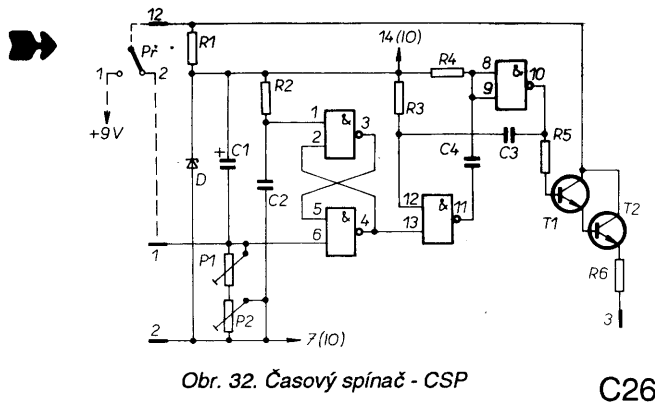 12
Př
1
2
+9V
R1
14(IO)
R4
8
&
10
9
R2
R3
1
&
3
2
+
C1
D
C2
C4
C3
R5
5
&
4
6
12
&
11
13
T1
T2
1
P1
P2
R6
3
2
7(IO)
Obr. 32. Časový spínač - CSP
C26